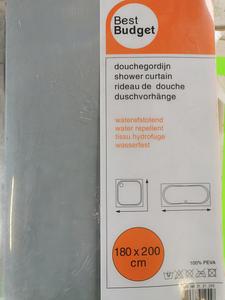 Best
Budget
douchegordijn
shower curtain
rideau de douche
duschvorhänge
waterafstotend
water repellent
tissu hydrofuge
wasserfest
180 x 200
cm
100% PEVA